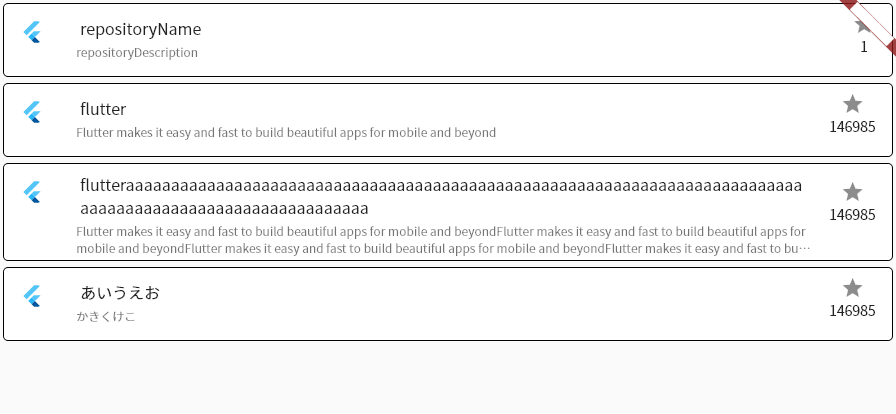 repositoryName
repositoryDescription
1
flutter
Flutter makes it easy and fast to build beautiful apps for mobile and beyond
146985
flutteraaaaaaaaaaaaaaaaaaaaaaaaaaaaaaaaaaaaaaaaaaaaaaaaaaaaaaaaaaaaaaaaaaaaaaaaaaa
aaaaaaaaaaaaaaaaaaaaaaaaaaaaaaaa
Flutter makes it easy and fast to build beautiful apps for mobile and beyondFlutter makes it easy and fast to build beautiful apps for
mobile and beyondFlutter makes it easy and fast to build beautiful apps for mobile and beyondFlutter makes it easy and fast to bu…
146985
あいうえお
かきくけこ
146985